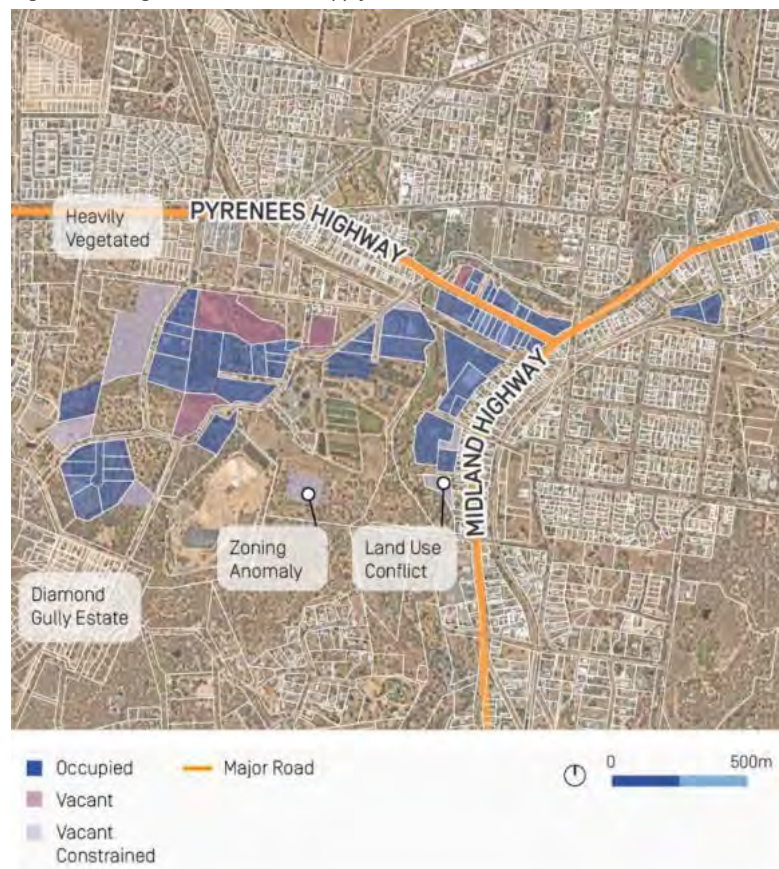 PYRENEES HIGHWAY
Heavily
Vegetated
MIDLAND HIGHWAY
Zoning
Anomaly
Land Use
Conflict
Diamond
Gully Estate
Occupied
Major Road
0
500m
Vacant
Vacant
Constrained